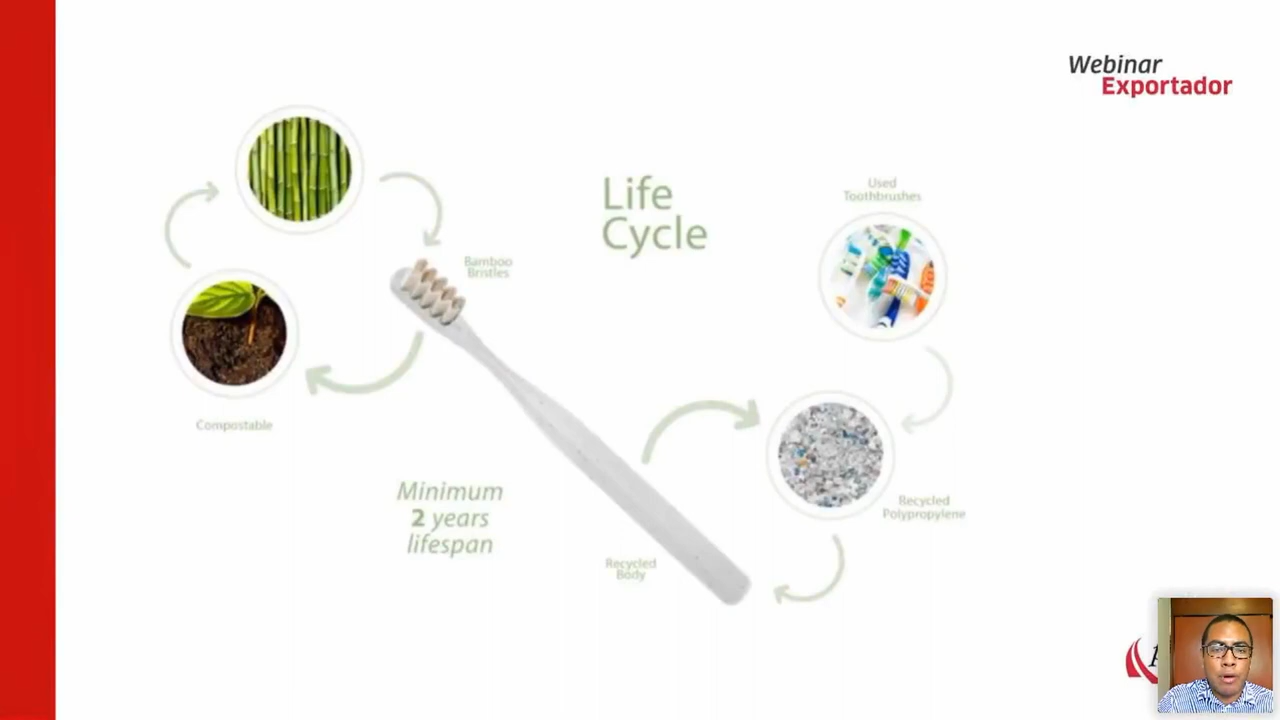 Webinar
Exportador
Life
Cycle
Used
Toothbrushes
Bamboo
Bristles
Compostable
Minimum
2 years
lifespan
Recycled
Polypropylene
Recycled
Body